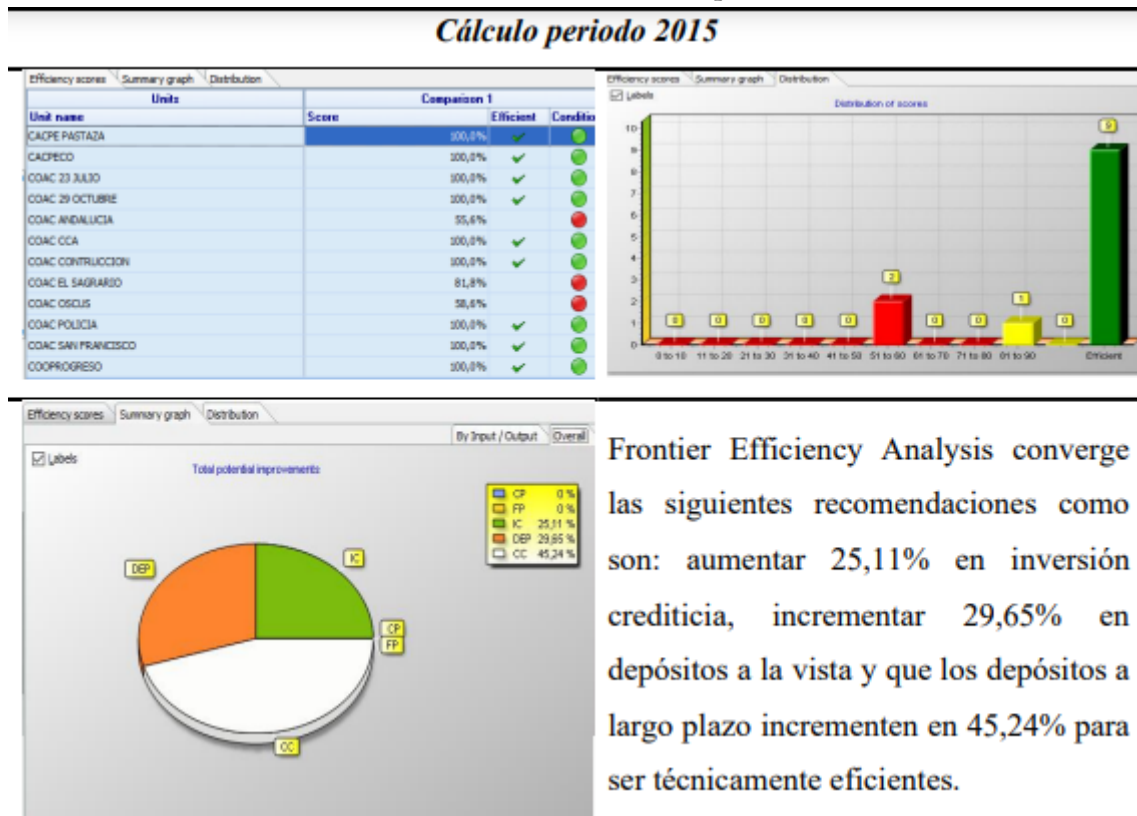 Cálculo periodo 2015
Efficiency scores Summary graph Distribution
Units Comparison 1
Unit name Score Efficient Conditio
CACPE PASTAZA 100,0%
CACPECO 100,0%
COAC 23 JULIO 100,0%
COAC 29 OCTUBRE 100,0%
COAC ANDALUCIA 55,6%
COAC CCA 100,0%
COAC CONTRUCCION 100,0%
COAC EL SAGRARIO 81,8%
COAC OSCUS 58,6%
COAC POLICIA 100,0%
COAC SAN FRANCISCO 100,0%
COOPROGRESO 100,0%
Efficiency scores Summary graph Distribution
Labels
Distribution of scores
10
9
8
7
6
5
4
3
2
1
0
0 0 0 0 0 2 0 0 1 0 9
0 to 10 11 to 20 21 to 30 31 to 40 41 to 50 51 to 60 61 to 70 71 to 80 81 to 90 Efficient
Efficiency scores Summary graph Distribution
By Input / Output Overall
Labels
Total potential improvements
CP 0 %
FP 0 %
IC 25,11 %
DEP 29,65 %
CC 45,24 %
DEP
IC
CP
FP
CC
Frontier Efficiency Analysis converge
las siguientes recomendaciones como
son: aumentar 25,11% en inversión
crediticia, incrementar 29,65% en
depósitos a la vista y que los depósitos a
largo plazo incrementen en 45,24% para
ser técnicamente eficientes.